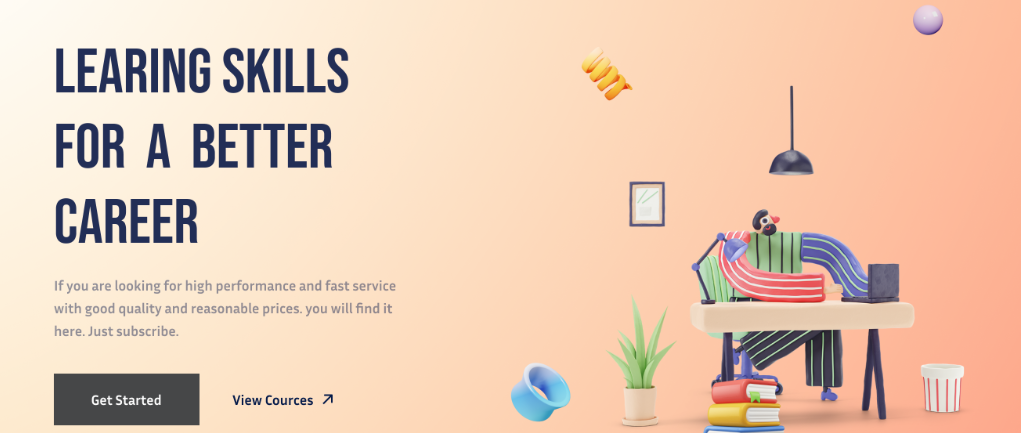 LEARING SKILLS
FOR A BETTER
CAREER
If you are looking for high performance and fast service
with good quality and reasonable prices. you will find it
here. Just subscribe.
Get Started
View Cources